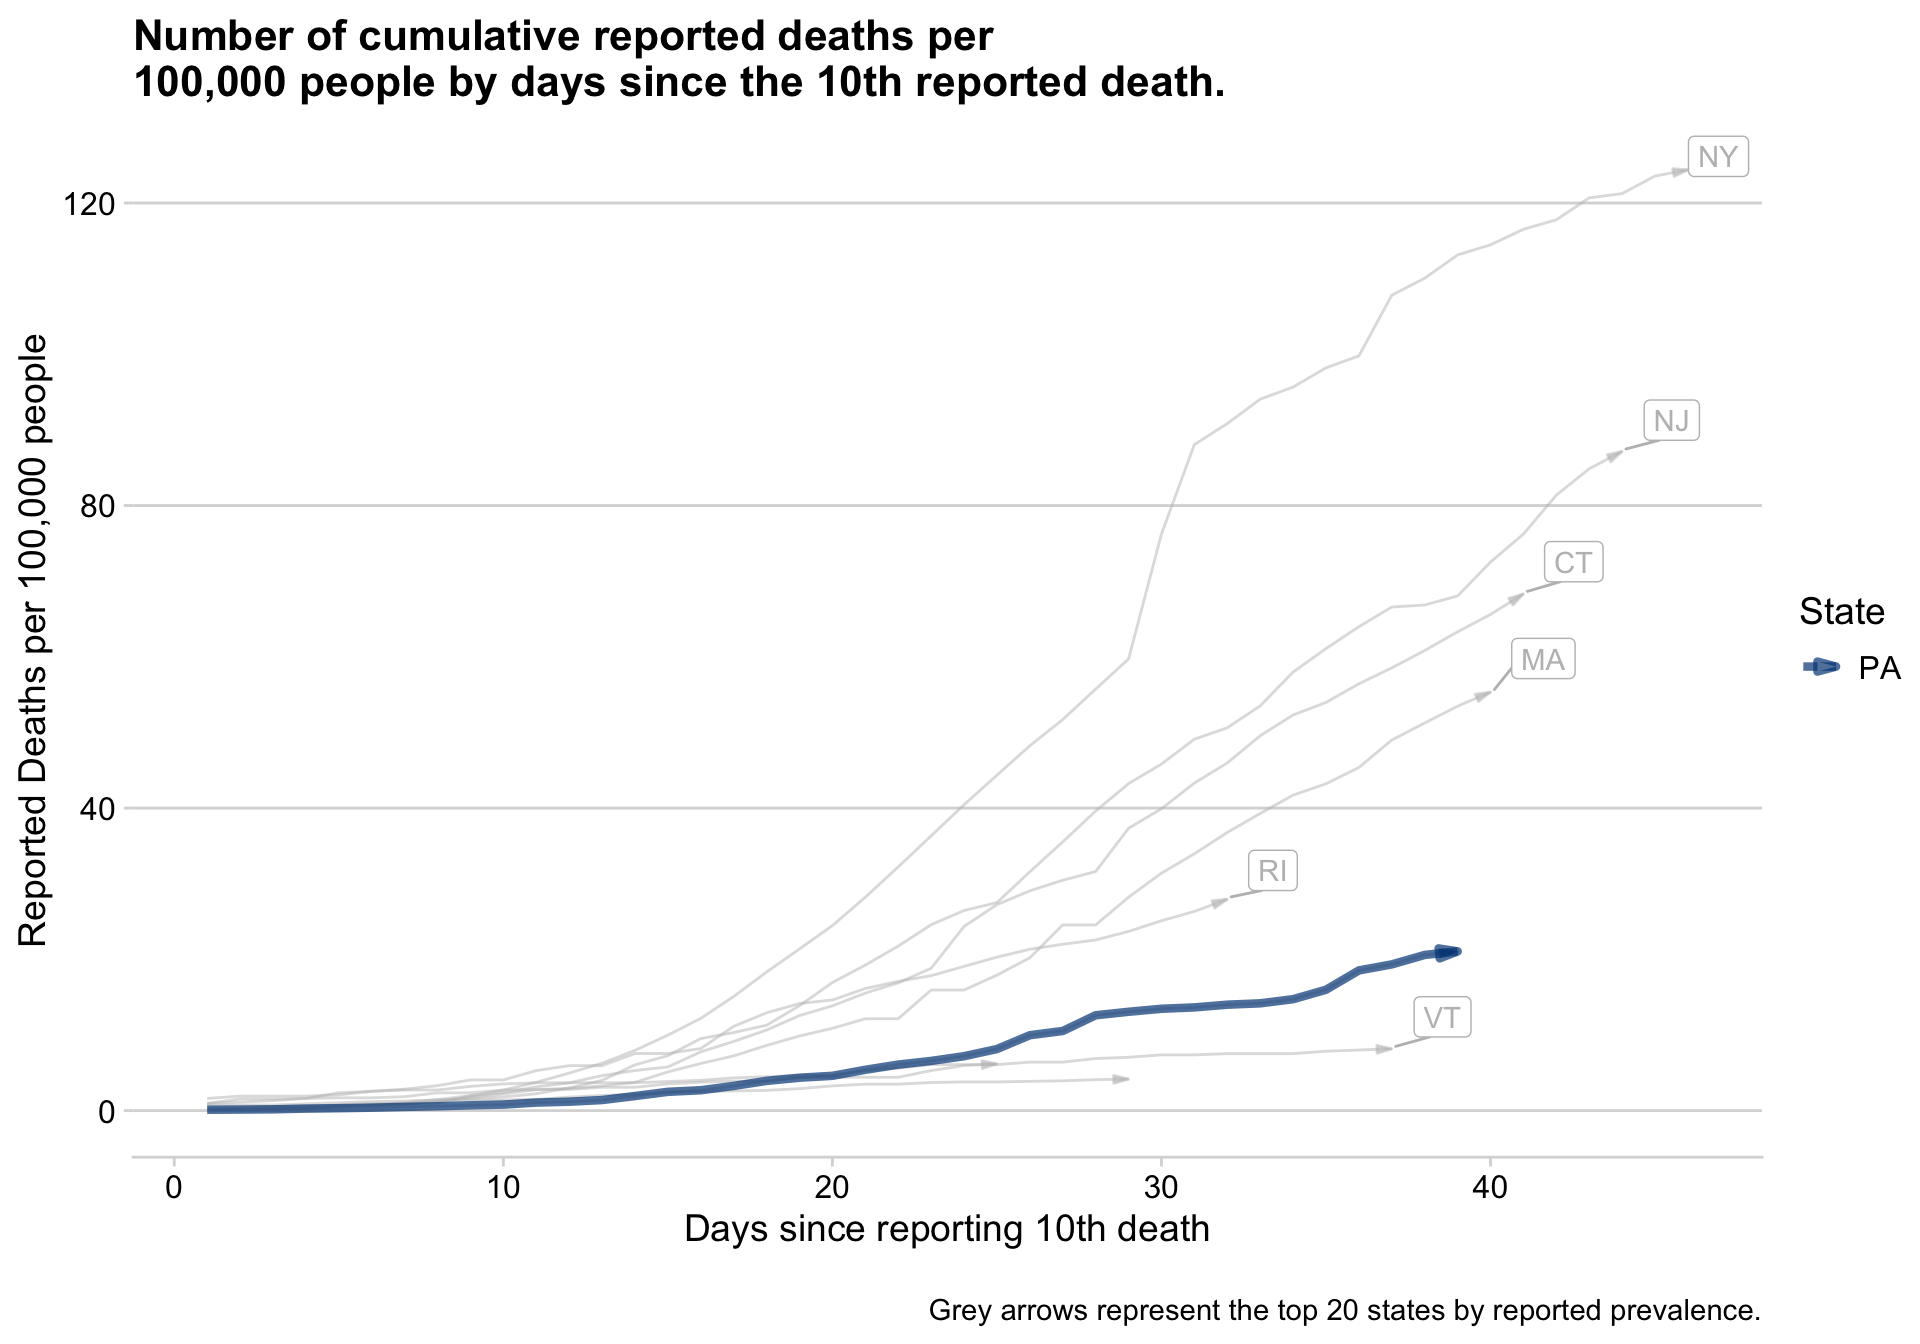 Number of cumulative reported deaths per
100,000 people by days since the 10th reported death.
NY
120
NJ
80
CT
MA
40
RI
VT
0
Reported Deaths per 100,000 people
State
PA
0 10 20 30 40
Days since reporting 10th death
Grey arrows represent the top 20 states by reported prevalence.